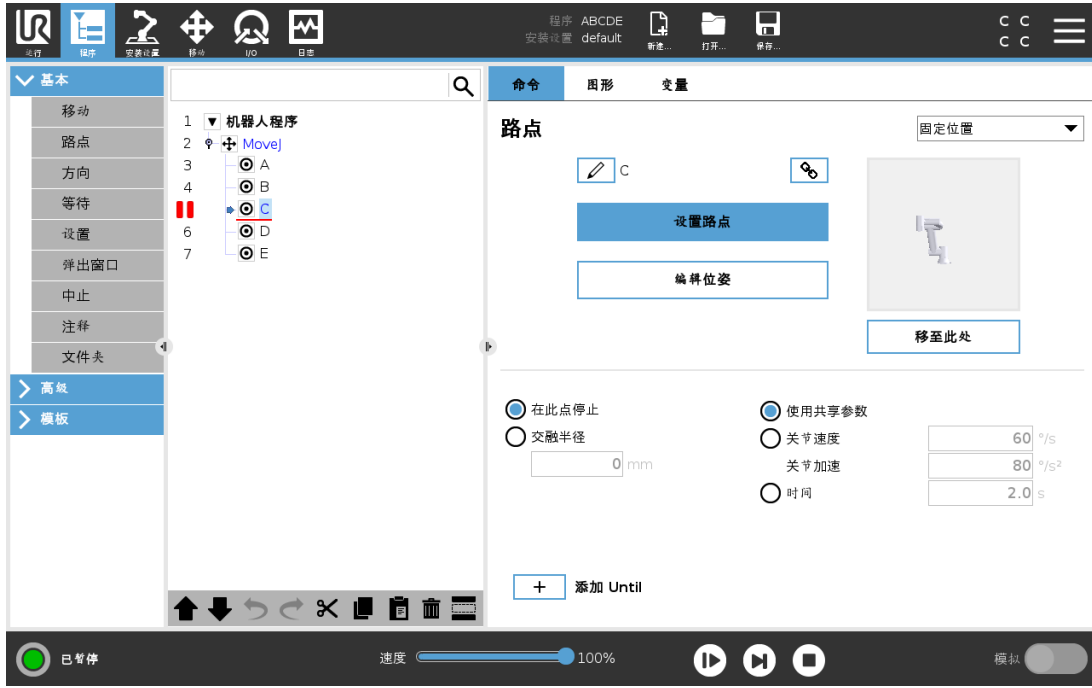 UR
运行
程序
安装设置
移动
I/O
日志
程序 ABCDE
安装设置 default
新建...
打开...
保存...
C C
C C
基本
移动
路点
方向
等待
设置
弹出窗口
中止
注释
文件夹
高级
模板
1 机器人程序
2 MoveJ
3 A
4 B
C
6 D
7 E
命令 图形 变量
路点
固定位置
C
设置路点
编辑位姿
移至此处
在此点停止
交融半径
0 mm
使用共享参数
关节速度 60 °/s
关节加速 80 °/s²
时间 2.0 s
+ 添加 Until
已暂停
速度 100%
模拟